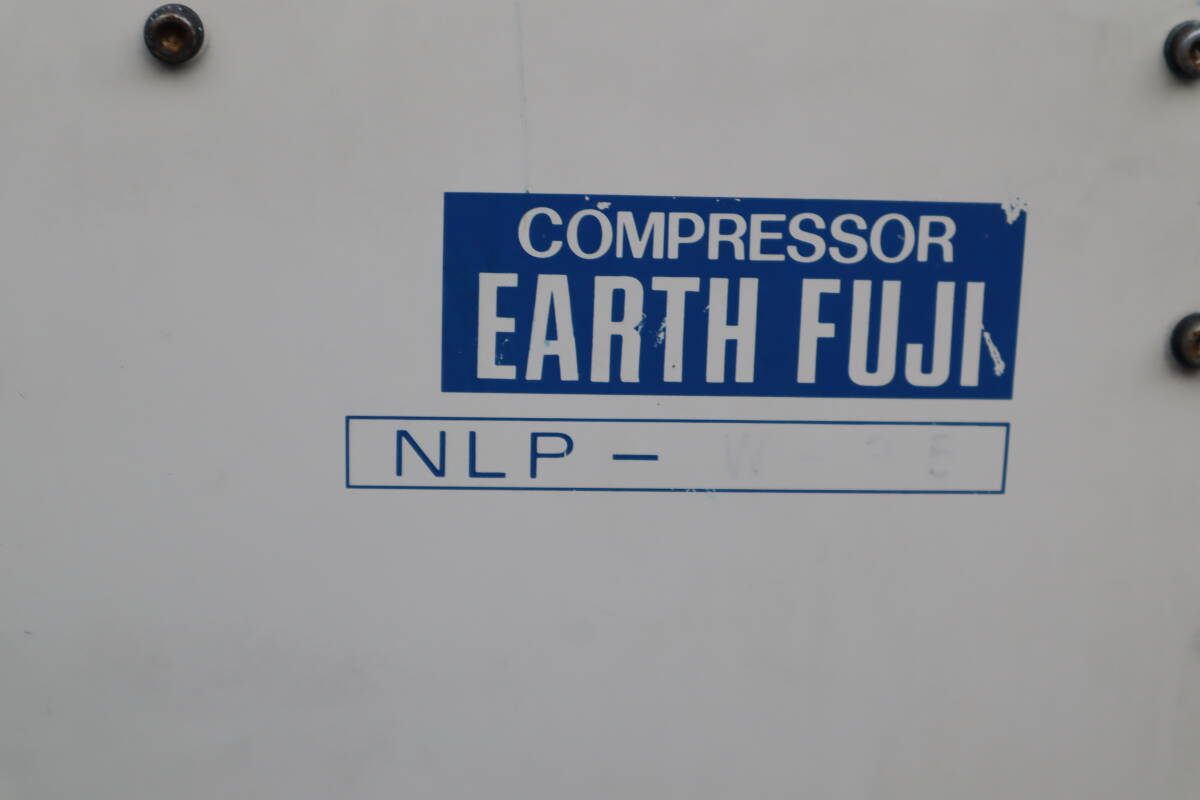 COMPRESSOR
EARTH FUJI
NLP-